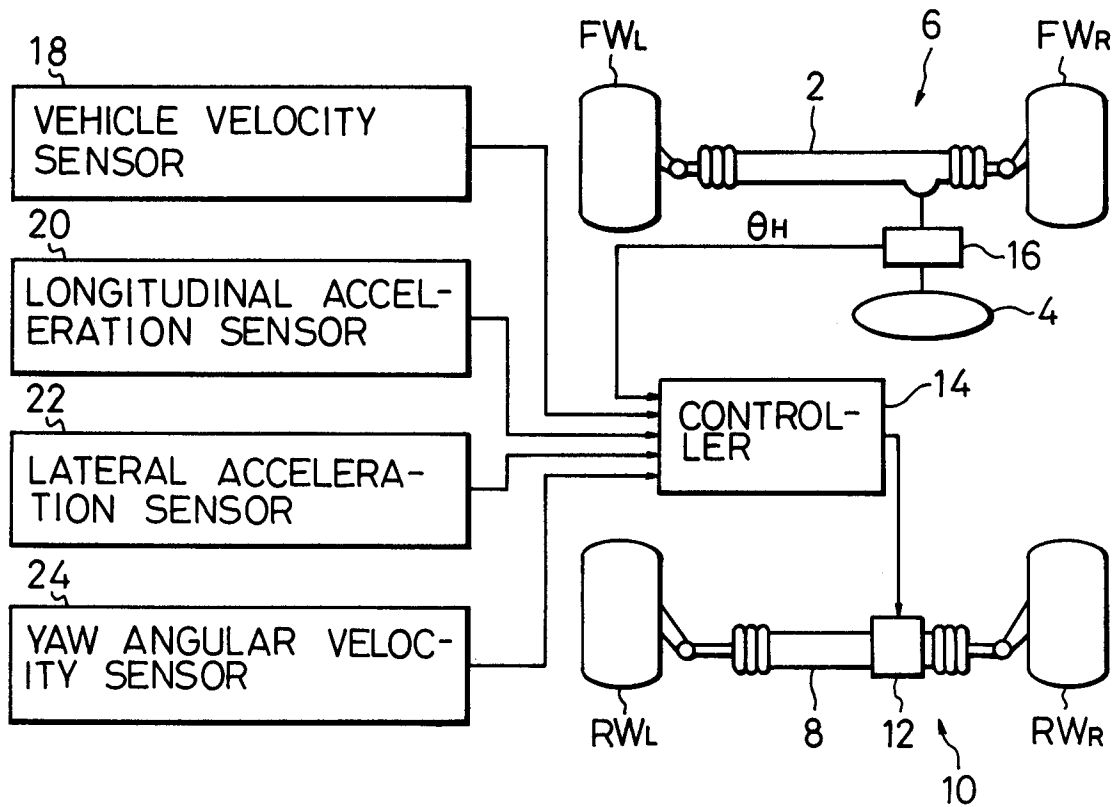 FWL
6
FWR
18
VEHICLE VELOCITY
SENSOR
2
20
θH
16
LONGITUDINAL ACCEL-
ERATION SENSOR
4
22
14
CONTROL-
LER
LATERAL ACCELERA-
TION SENSOR
24
YAW ANGULAR VELOC-
ITY SENSOR
RWL
8
12
RWR
10